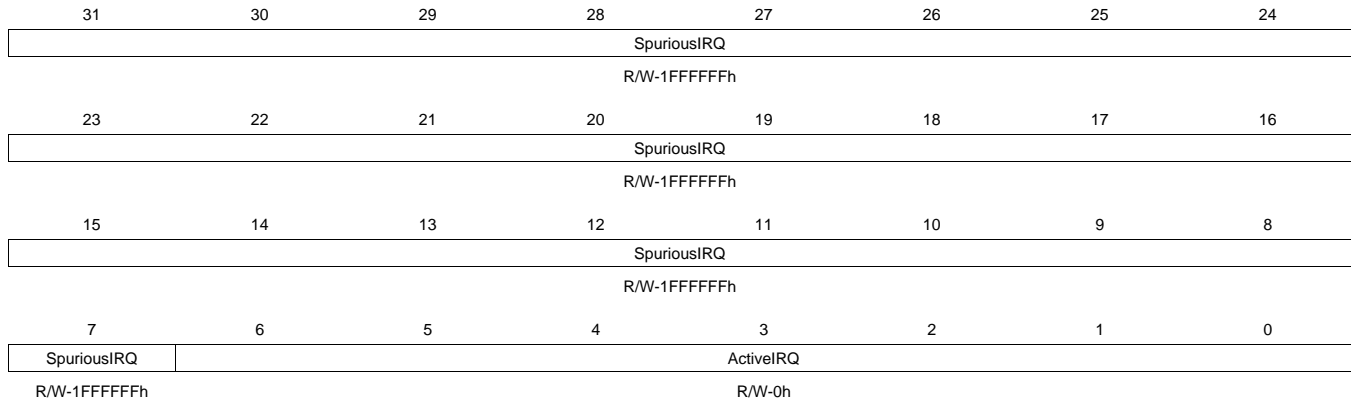 31 30 29 28 27 26 25 24
SpuriousIRQ
R/W-1FFFFFFh
23 22 21 20 19 18 17 16
SpuriousIRQ
R/W-1FFFFFFh
15 14 13 12 11 10 9 8
SpuriousIRQ
R/W-1FFFFFFh
7 6 5 4 3 2 1 0
SpuriousIRQ ActiveIRQ
R/W-1FFFFFFh R/W-0h